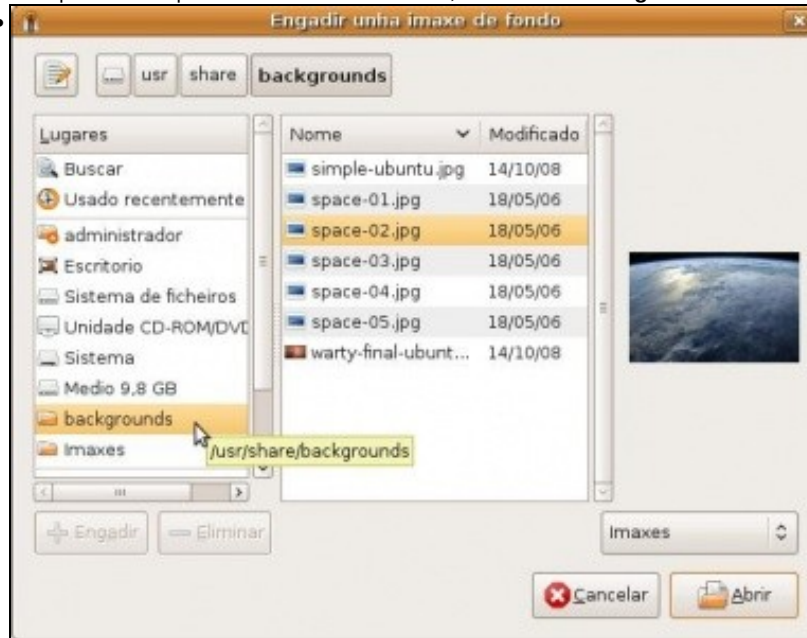 Engadir unha imaxe de fondo
usr share backgrounds
Lugares
Buscar
Usado recentemente
administrador
Escritorio
Sistema de ficheiros
Unidade CD-ROM/DVD
Sistema
Medio 9,8 GB
backgrounds
Imaxes
/usr/share/backgrounds
Nome Modificado
simple-ubuntu.jpg 14/10/08
space-01.jpg 18/05/06
space-02.jpg 18/05/06
space-03.jpg 18/05/06
space-04.jpg 18/05/06
space-05.jpg 18/05/06
warty-final-ubunt... 14/10/08
Engadir Eliminar
Imaxes
Cancelar Abrir